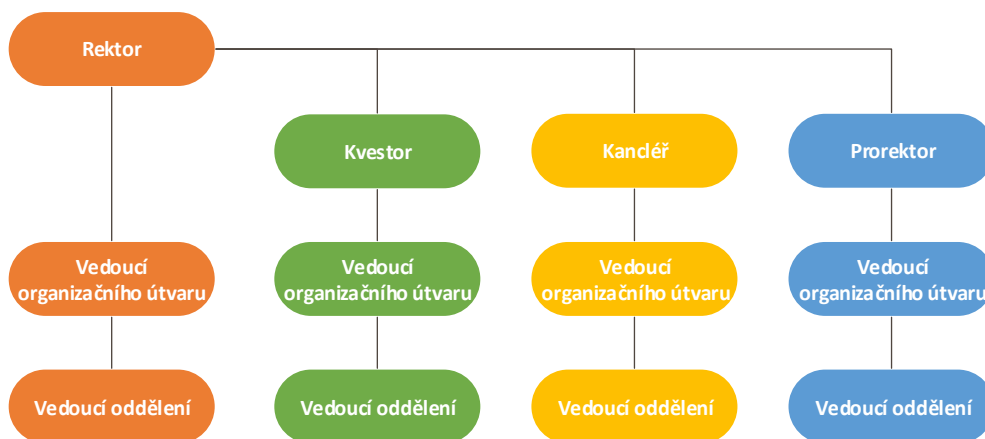 Rektor
Kvestor
Kancléř
Prorektor
Vedoucí
organizačního útvaru
Vedoucí
organizačního útvaru
Vedoucí
organizačního útvaru
Vedoucí
organizačního útvaru
Vedoucí oddělení
Vedoucí oddělení
Vedoucí oddělení
Vedoucí oddělení